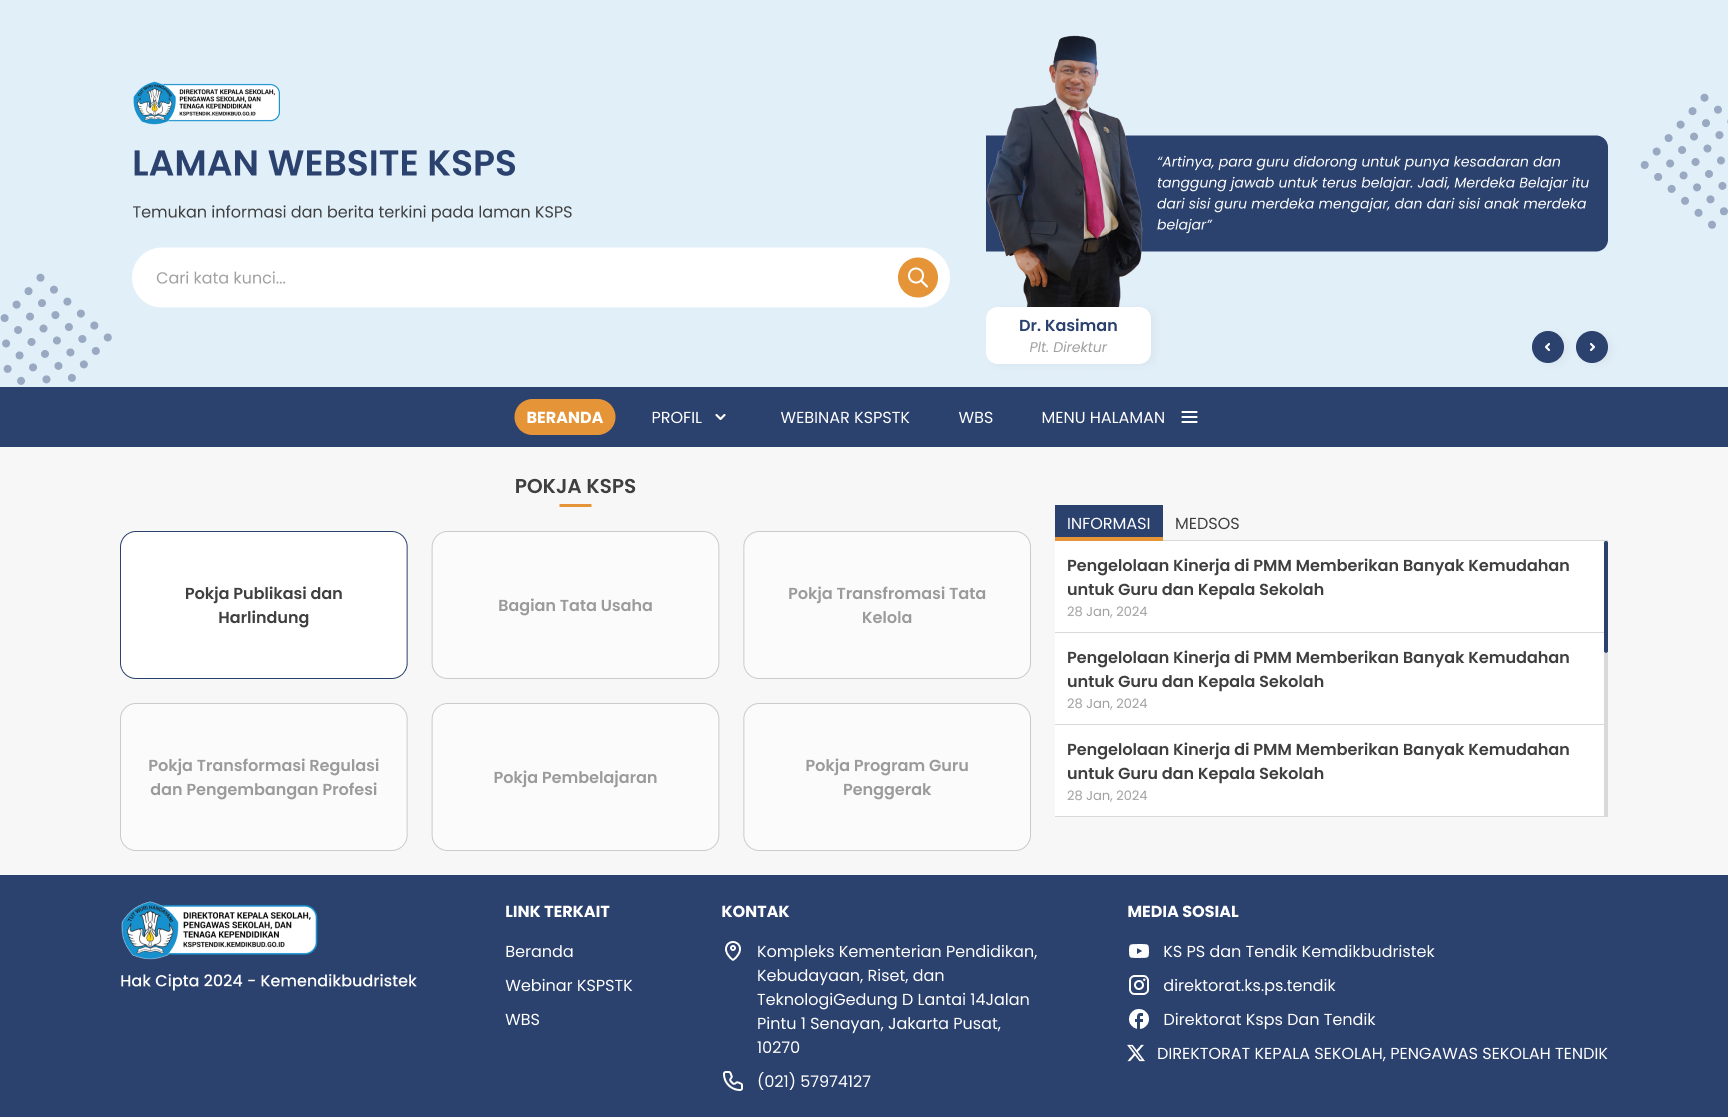 DIREKTORAT KEPALA SEKOLAH,
PENGAWAS SEKOLAH, DAN
TENAGA KEPENDIDIKAN
KSPSTENDIK.KEMDIKBUD.GO.ID
LAMAN WEBSITE KSPS
Temukan informasi dan berita terkini pada laman KSPS
Cari kata kunci...
“Artinya, para guru didorong untuk punya kesadaran dan
tanggung jawab untuk terus belajar. Jadi, Merdeka Belajar itu
dari sisi guru merdeka mengajar, dan dari sisi anak merdeka
belajar”
Dr. Kasiman
Plt. Direktur
BERANDA
PROFIL
WEBINAR KSPSTK
WBS
MENU HALAMAN
POKJA KSPS
Pokja Publikasi dan
Harlindung
Bagian Tata Usaha
Pokja Transfromasi Tata
Kelola
Pokja Transformasi Regulasi
dan Pengembangan Profesi
Pokja Pembelajaran
Pokja Program Guru
Penggerak
INFORMASI
MEDSOS
Pengelolaan Kinerja di PMM Memberikan Banyak Kemudahan
untuk Guru dan Kepala Sekolah
28 Jan, 2024
Pengelolaan Kinerja di PMM Memberikan Banyak Kemudahan
untuk Guru dan Kepala Sekolah
28 Jan, 2024
Pengelolaan Kinerja di PMM Memberikan Banyak Kemudahan
untuk Guru dan Kepala Sekolah
28 Jan, 2024
DIREKTORAT KEPALA SEKOLAH,
PENGAWAS SEKOLAH, DAN
TENAGA KEPENDIDIKAN
KSPSTENDIK.KEMDIKBUD.GO.ID
Hak Cipta 2024 - Kemendikbudristek
LINK TERKAIT
Beranda
Webinar KSPSTK
WBS
KONTAK
Kompleks Kementerian Pendidikan,
Kebudayaan, Riset, dan
TeknologiGedung D Lantai 14Jalan
Pintu 1 Senayan, Jakarta Pusat,
10270
(021) 57974127
MEDIA SOSIAL
KS PS dan Tendik Kemdikbudristek
direktorat.ks.ps.tendik
Direktorat Ksps Dan Tendik
DIREKTORAT KEPALA SEKOLAH, PENGAWAS SEKOLAH TENDIK